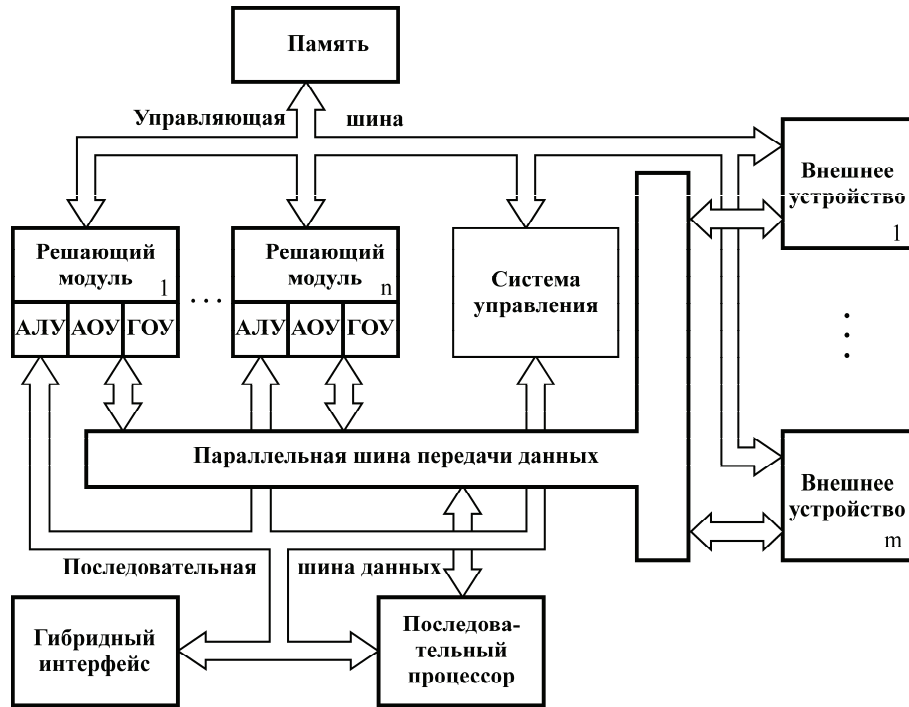 Память
Управляющая шина
Внешнее
устройство
1
Решающий
модуль 1
. . .
Решающий
модуль n
Система
управления
АЛУ АОУ ГОУ
АЛУ АОУ ГОУ
Параллельная шина передачи данных
Внешнее
устройство
m
Последовательная шина данных
Гибридный
интерфейс
Последова-
тельный
процессор